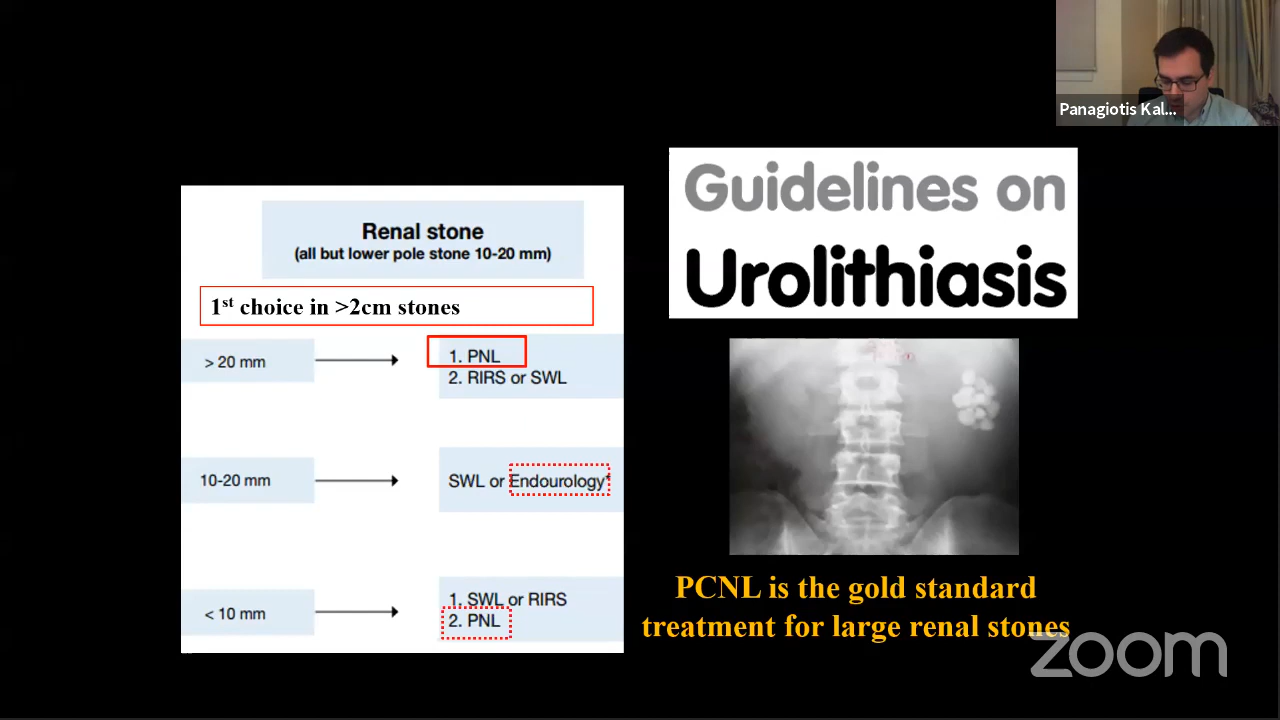 Panagiotis Kal...
Guidelines on
Urolithiasis
Renal stone
(all but lower pole stone 10-20 mm)
1st choice in >2cm stones
> 20 mm
1. PNL
2. RIRS or SWL
10-20 mm
SWL or Endourology*
< 10 mm
1. SWL or RIRS
2. PNL
PCNL is the gold standard
treatment for large renal stones
zoom